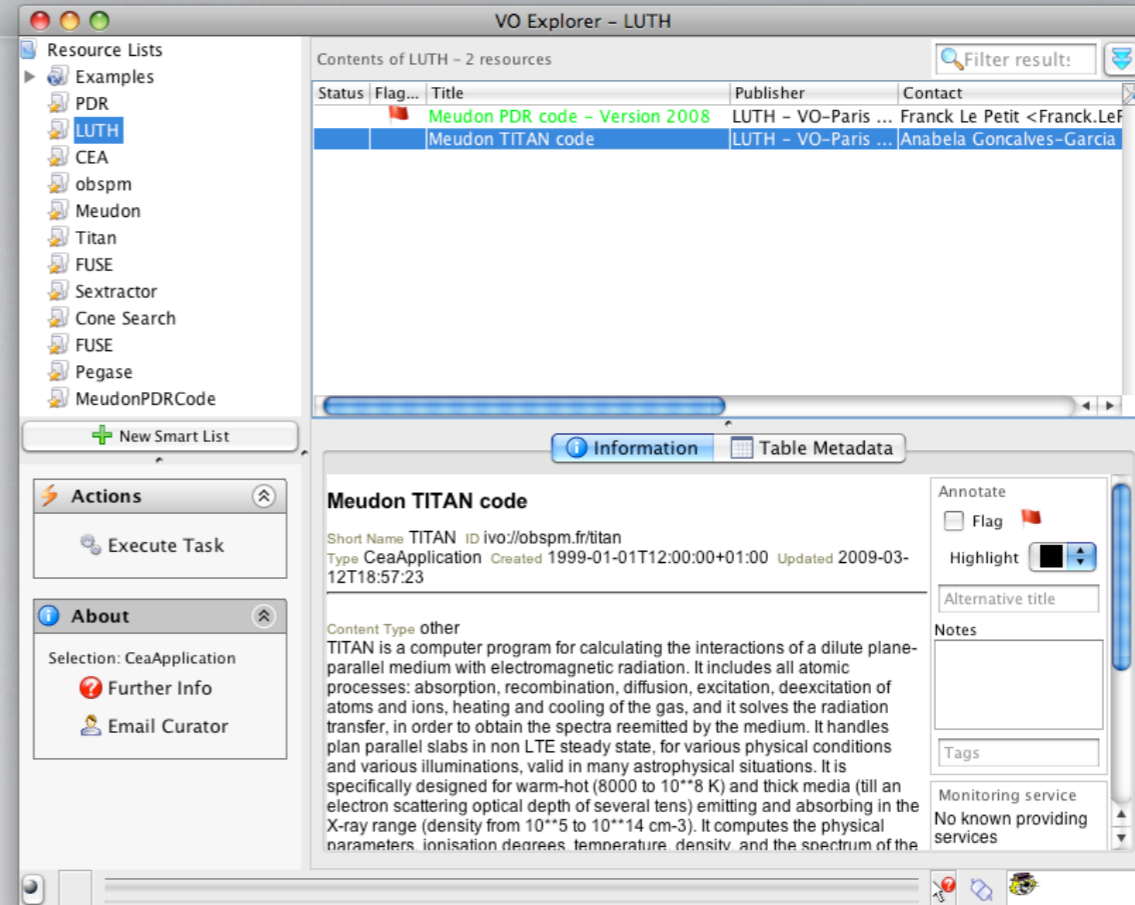 VO Explorer – LUTH
Resource Lists
Examples
PDR
LUTH
CEA
obspm
Meudon
Titan
FUSE
Sextractor
Cone Search
FUSE
Pegase
MeudonPDRCode
New Smart List
Actions
Execute Task
About
Selection: CeaApplication
Further Info
Email Curator
Contents of LUTH – 2 resources
Filter results
Status Flag... Title Publisher Contact
Meudon PDR code – Version 2008 LUTH – VO–Paris ... Franck Le Petit <Franck.LeP
Meudon TITAN code LUTH – VO–Paris ... Anabela Goncalves–Garcia
Information Table Metadata
Meudon TITAN code
Short Name TITAN ID ivo://obspm.fr/titan
Type CeaApplication Created 1999-01-01T12:00:00+01:00 Updated 2009-03-
12T18:57:23
Content Type other
TITAN is a computer program for calculating the interactions of a dilute plane-
parallel medium with electromagnetic radiation. It includes all atomic
processes: absorption, recombination, diffusion, excitation, deexcitation of
atoms and ions, heating and cooling of the gas, and it solves the radiation
transfer, in order to obtain the spectra reemitted by the medium. It handles
plan parallel slabs in non LTE steady state, for various physical conditions
and various illuminations, valid in many astrophysical situations. It is
specifically designed for warm-hot (8000 to 10**8 K) and thick media (till an
electron scattering optical depth of several tens) emitting and absorbing in the
X-ray range (density from 10**5 to 10**14 cm-3). It computes the physical
parameters, ionisation degrees, temperature, density, and the spectrum of the
Annotate
Flag
Highlight
Alternative title
Notes
Tags
Monitoring service
No known providing
services